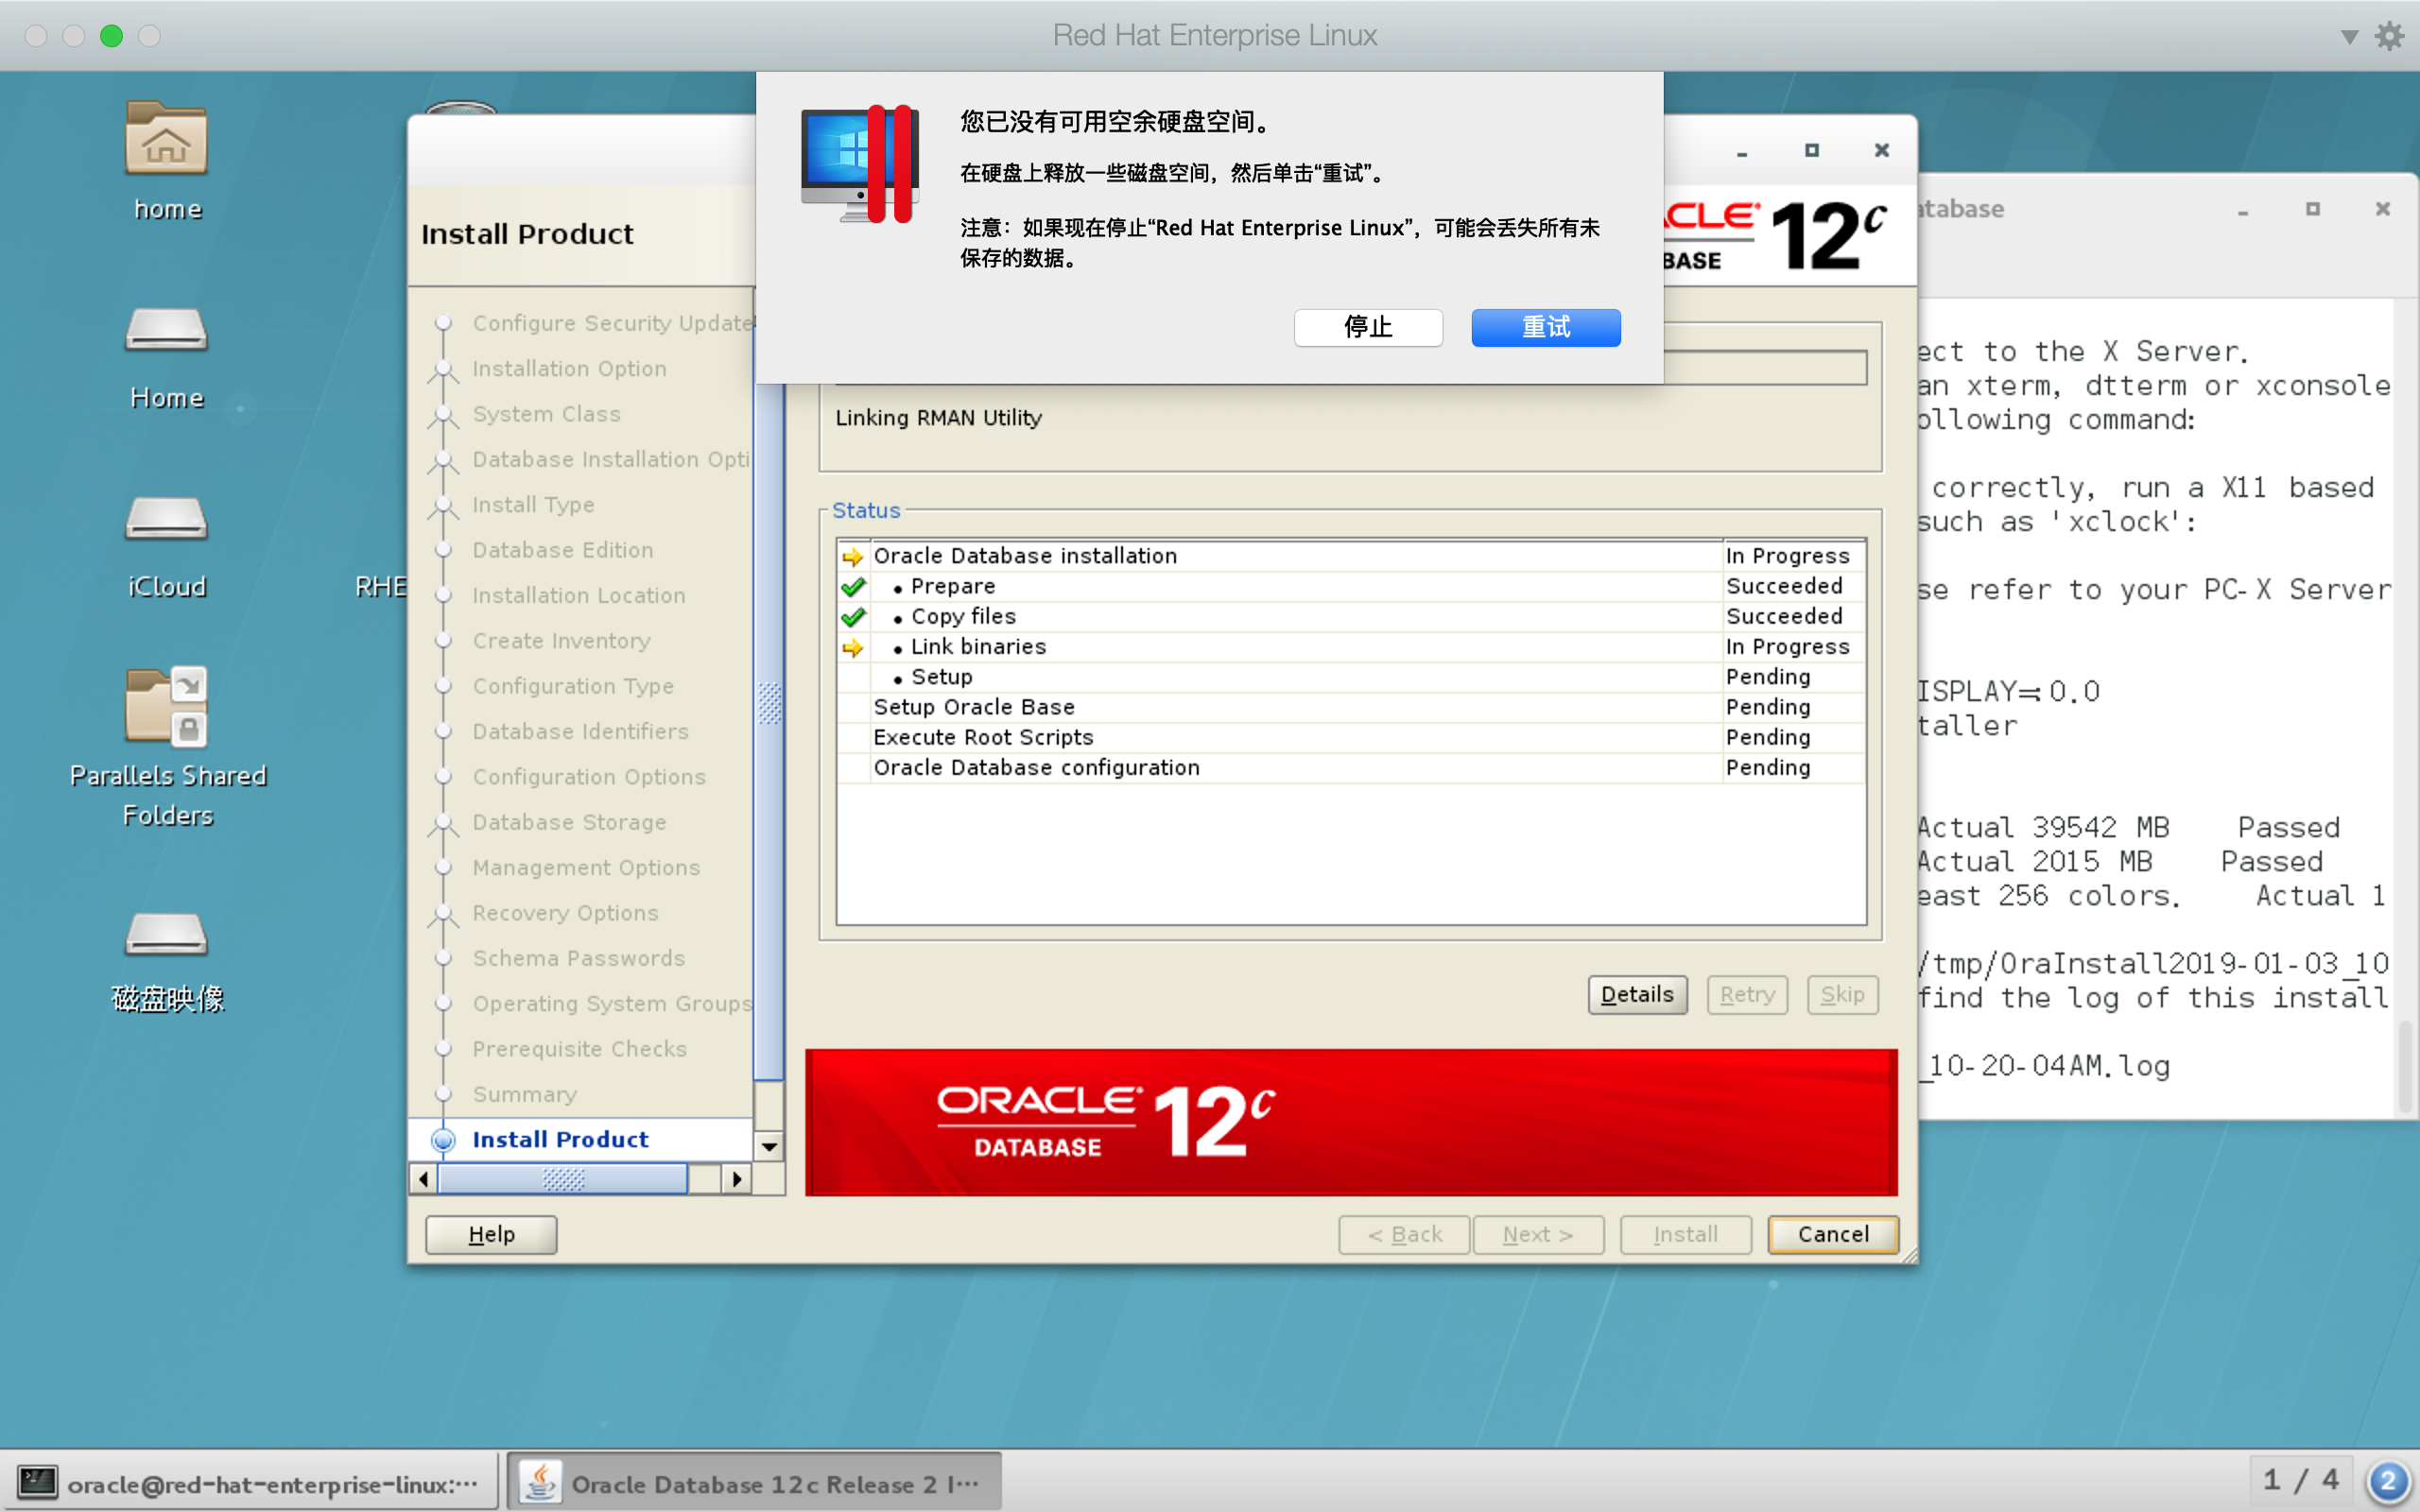 Red Hat Enterprise Linux
您已没有可用空余硬盘空间。
在硬盘上释放一些磁盘空间，然后单击“重试”。
注意：如果现在停止“Red Hat Enterprise Linux”，可能会丢失所有未
保存的数据。
停止
重试
home
Home
iCloud
RHE
Parallels Shared
Folders
磁盘映像
Install Product
ORACLE
DATABASE
12c
Configure Security Update
Installation Option
System Class
Database Installation Opti
Install Type
Database Edition
Installation Location
Create Inventory
Configuration Type
Database Identifiers
Configuration Options
Database Storage
Management Options
Recovery Options
Schema Passwords
Operating System Groups
Prerequisite Checks
Summary
Install Product
Linking RMAN Utility
Status
Oracle Database installation In Progress
• Prepare Succeeded
• Copy files Succeeded
• Link binaries In Progress
• Setup Pending
Setup Oracle Base Pending
Execute Root Scripts Pending
Oracle Database configuration Pending
Details
Retry
Skip
ORACLE
DATABASE
12c
Help
< Back
Next >
Install
Cancel
atabase
ect to the X Server.
an xterm, dtterm or xconsole
ollowing command:
correctly, run a X11 based
such as 'xclock':
se refer to your PC-X Server
ISPLAY=:0.0
taller
Actual 39542 MB Passed
Actual 2015 MB Passed
east 256 colors. Actual 1
/tmp/OraInstall2019-01-03_10
find the log of this install
_10-20-04AM.log
oracle@red-hat-enterprise-linux:···
Oracle Database 12c Release 2 I···
1 / 4
2